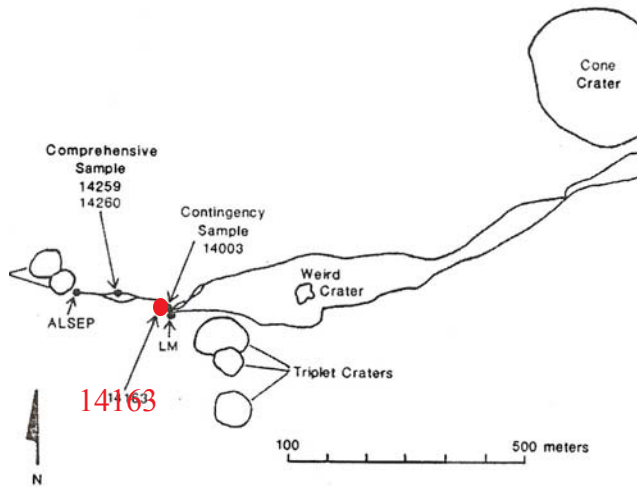 Cone
Crater
Comprehensive
Sample
14259
14260
Contingency
Sample
14003
Weird
Crater
ALSEP
LM
14163
14163
Triplet Craters
N
100
500 meters